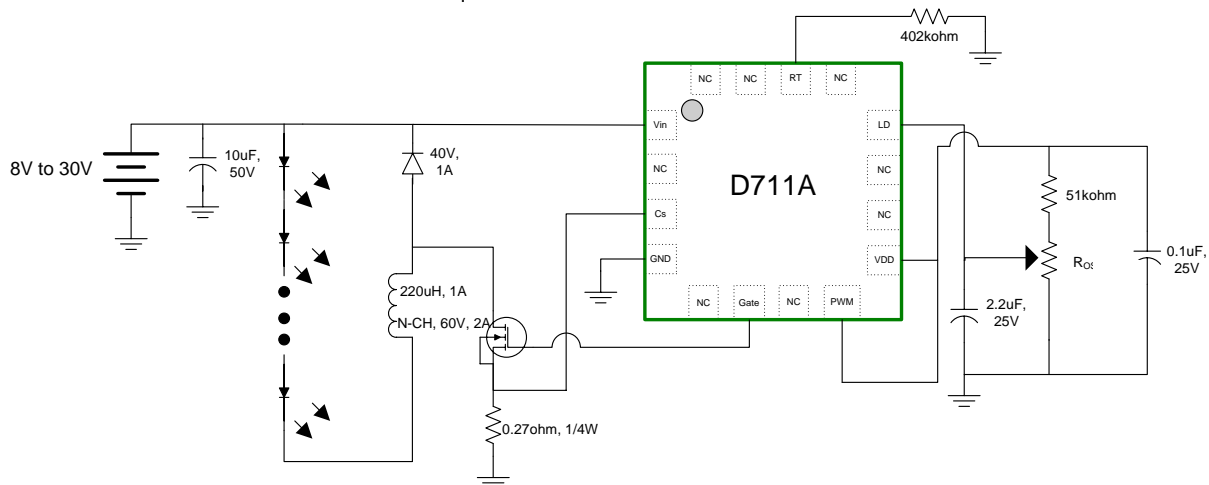 402kohm
NC
NC
RT
NC
Vin
LD
8V to 30V
10uF,
50V
40V,
1A
NC
NC
D711A
51kohm
Cs
NC
GND
VDD
0.1uF,
25V
220uH, 1A
N-CH, 60V, 2A
NC
Gate
NC
PWM
2.2uF,
25V
0.27ohm, 1/4W